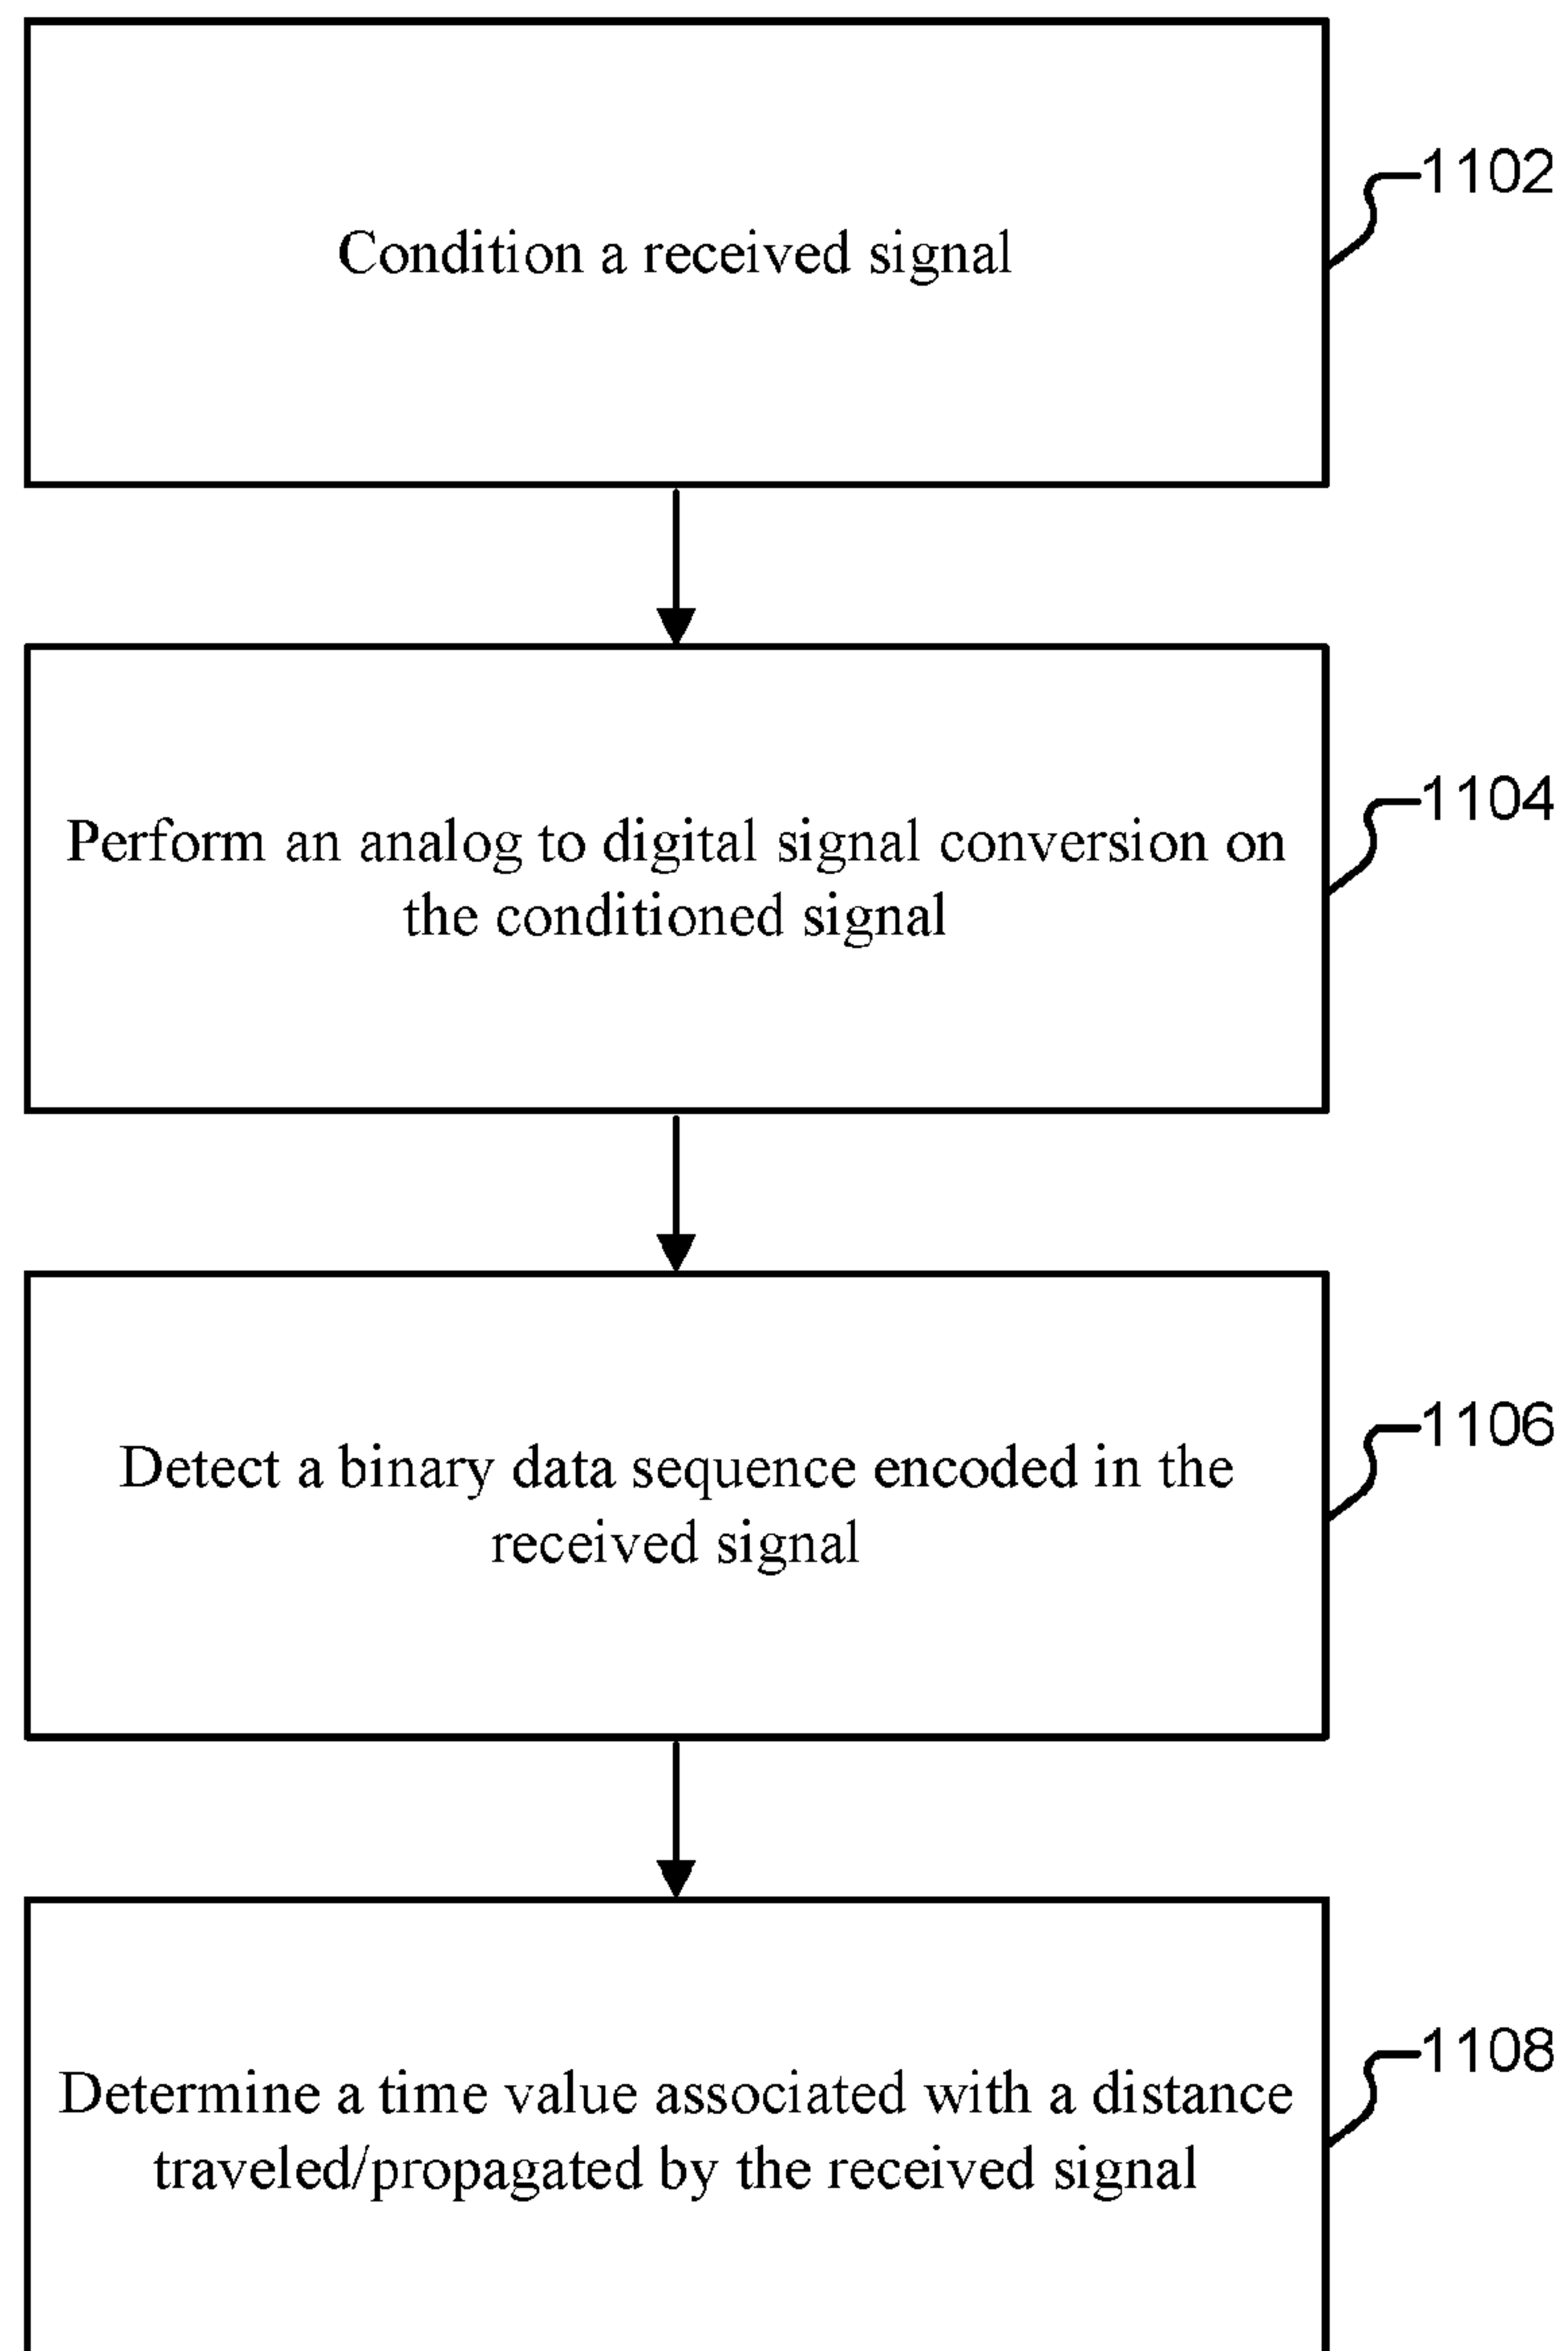 Condition a received signal
1102
Perform an analog to digital signal conversion on
the conditioned signal
1104
Detect a binary data sequence encoded in the
received signal
1106
Determine a time value associated with a distance
traveled/propagated by the received signal
1108